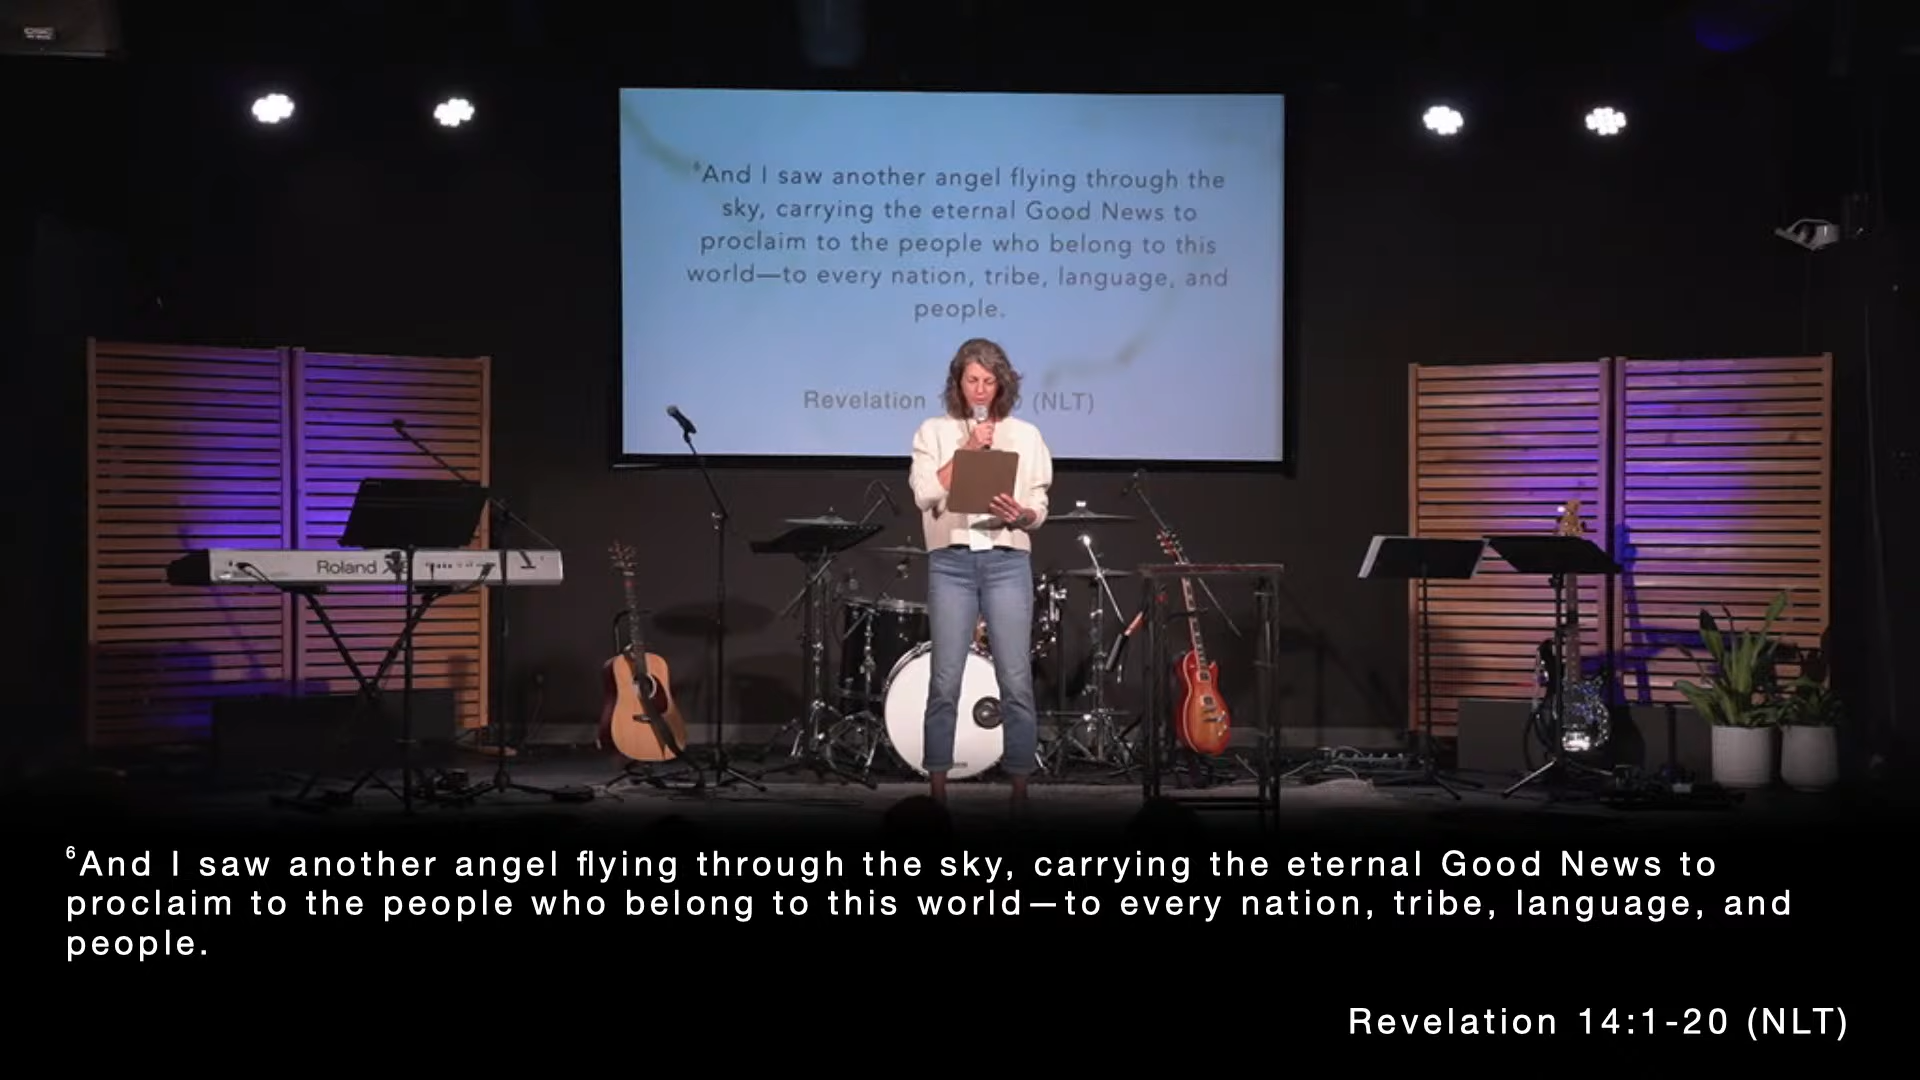 And I saw another angel flying through the
sky, carrying the eternal Good News to
proclaim to the people who belong to this
world—to every nation, tribe, language, and
people.
Revelation (NLT)
Roland
⁶And I saw another angel flying through the sky, carrying the eternal Good News to
proclaim to the people who belong to this world—to every nation, tribe, language, and
people.
Revelation 14:1-20 (NLT)